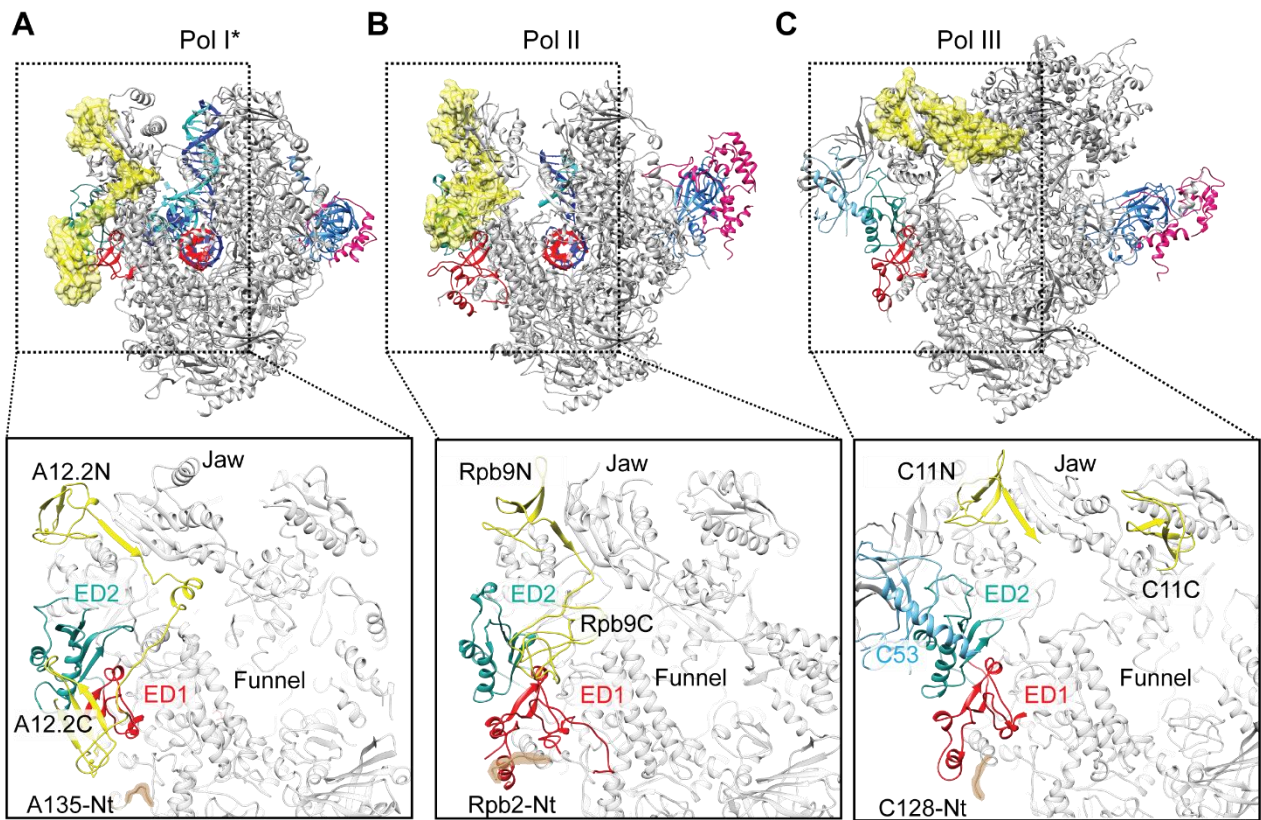 A
Pol I*
B
Pol II
C
Pol III
A12.2N
Jaw
ED2
ED1
Funnel
A12.2C
A135-Nt
Rpb9N
Jaw
ED2
Rpb9C
ED1
Funnel
Rpb2-Nt
C11N
Jaw
C11C
ED2
C53
ED1
Funnel
C128-Nt